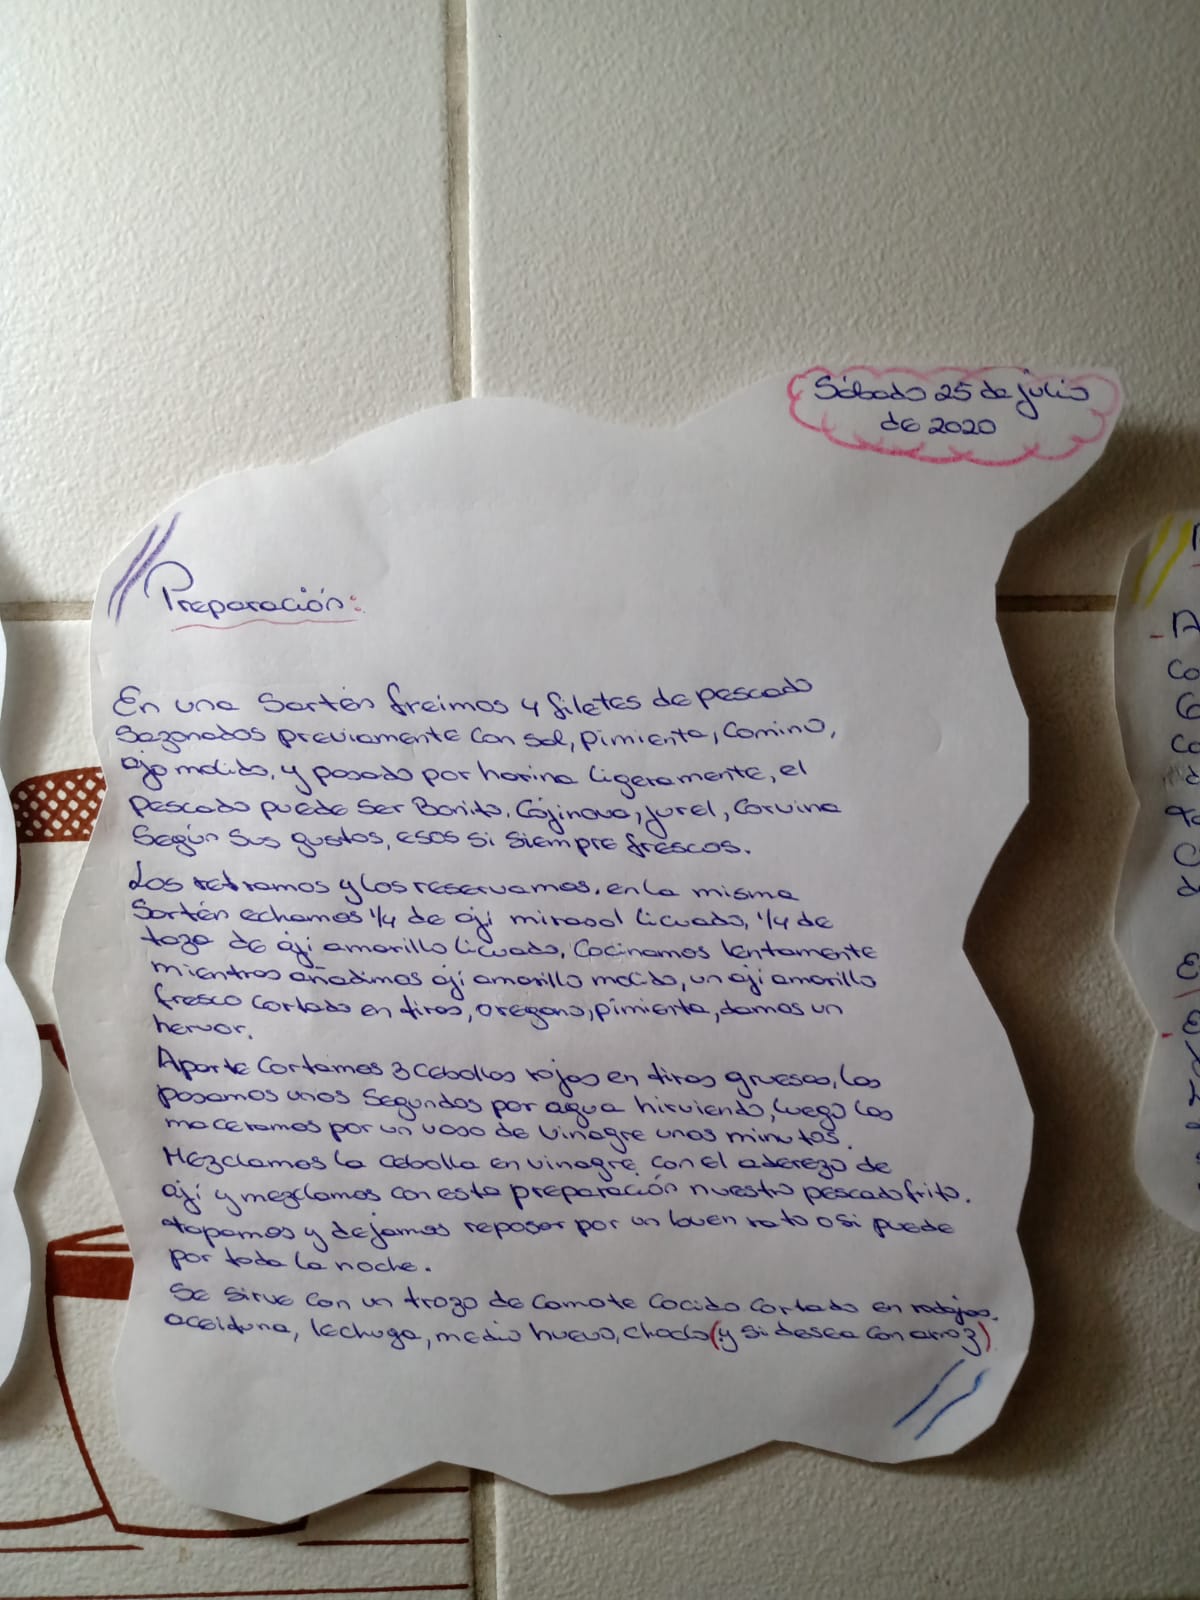 Sábado 25 de julio
de 2020
Preparación:
En una Sartén freimos 4 filetes de pescado
Sazonados previamente con sal, pimienta, comino,
ajo molido, y pasado por harina ligeramente, el
pescado puede ser Bonito, Cojinova, jurel, corvina
Según sus gustos, esos si siempre frescos.
Los retiramos y los reservamos, en la misma
Sartén echamos 1/4 de ají mirasol licuado, 1/4 de
taza de ají amarillo licuado, Cocinamos lentamente
mientras añadimos ají amarillo molido, un ají amarillo
fresco cortado en tiras, orégano, pimienta, damos un
hervor.
Aparte Cortamos 3 cebollas rojas en tiras gruesas, las
pasamos unos segundos por agua hirviendo, luego las
maceramos por un vaso de vinagre unos minutos.
Mezclamos la cebolla en vinagre con el aderezo de
ají y mezclamos con esta preparación nuestro pescado frito.
tapamos y dejamos reposar por un buen rato o si puede
por toda la noche.
Se sirve con un trozo de camote cocido cortado en rodajas.
aceituna, lechuga, medio huevo, choclo (y si desea con arroz)